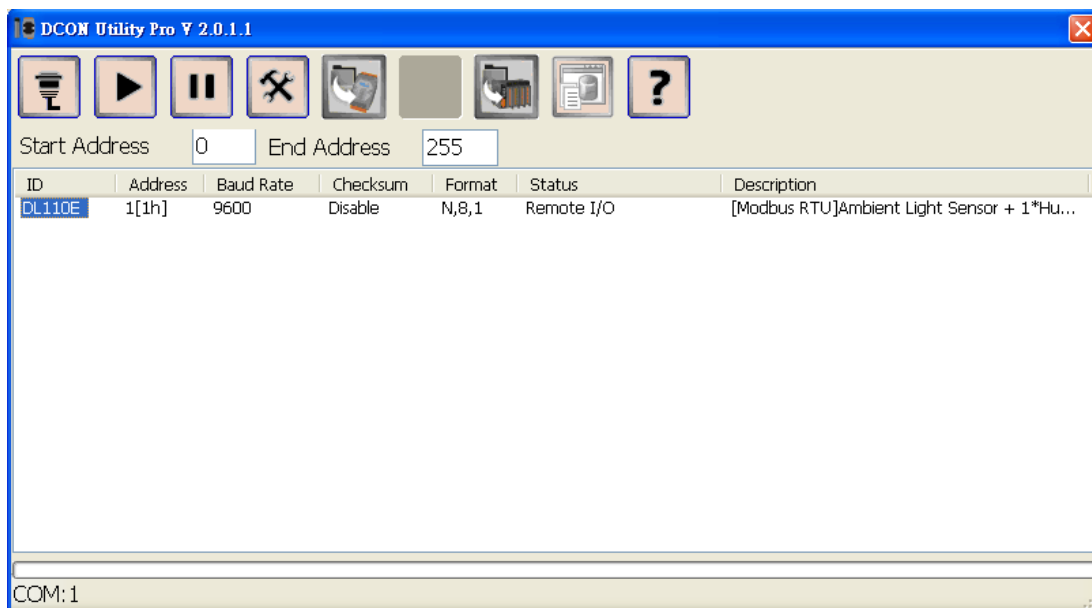 DCON Utility Pro V 2.0.1.1
?
Start Address 0 End Address 255
ID Address Baud Rate Checksum Format Status Description
DL110E 1[1h] 9600 Disable N,8,1 Remote I/O [Modbus RTU]Ambient Light Sensor + 1*Hu...
COM:1